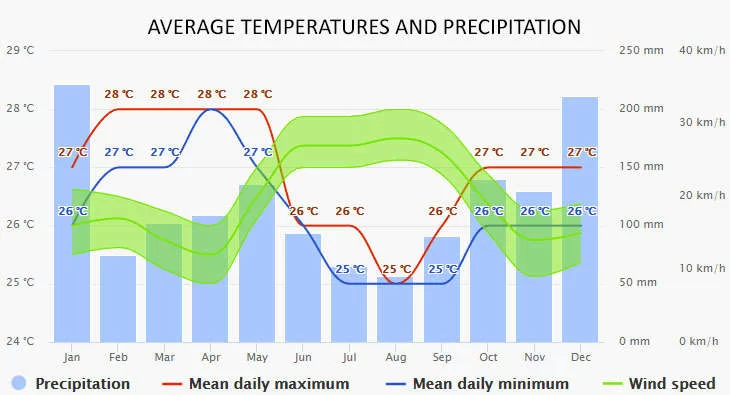 AVERAGE TEMPERATURES AND PRECIPITATION
29 °C 250 mm 40 km/h
28 °C 28 °C 28 °C 28 °C 28 °C 200 mm 30 km/h
27 °C 27 °C 27 °C 27 °C 27 °C 27 °C 27 °C 27 °C 150 mm 20 km/h
26 °C 26 °C 26 °C 26 °C 26 °C 26 °C 26 °C 26 °C 100 mm
25 °C 25 °C 25 °C 25 °C 50 mm 10 km/h
24 °C 0 mm 0 km/h
Jan Feb Mar Apr May Jun Jul Aug Sep Oct Nov Dec
Precipitation Mean daily maximum Mean daily minimum Wind speed